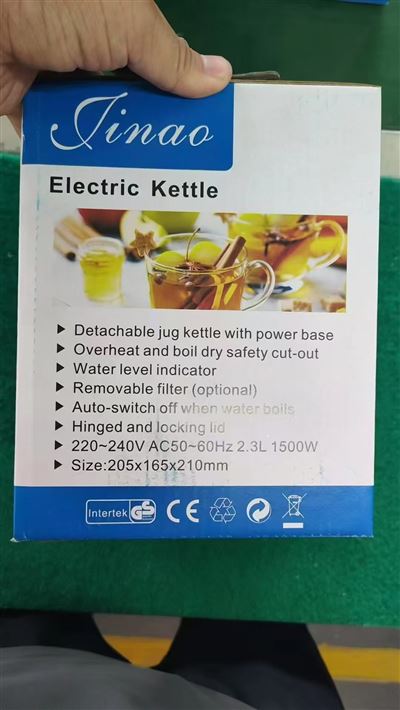 Jinao
Electric Kettle
Detachable jug kettle with power base
Overheat and boil dry safety cut-out
Water level indicator
Removable filter (optional)
Auto-switch off when water boils
Hinged and locking lid
220~240V AC50~60Hz 2.3L 1500W
Size:205x165x210mm
Intertek GS CE